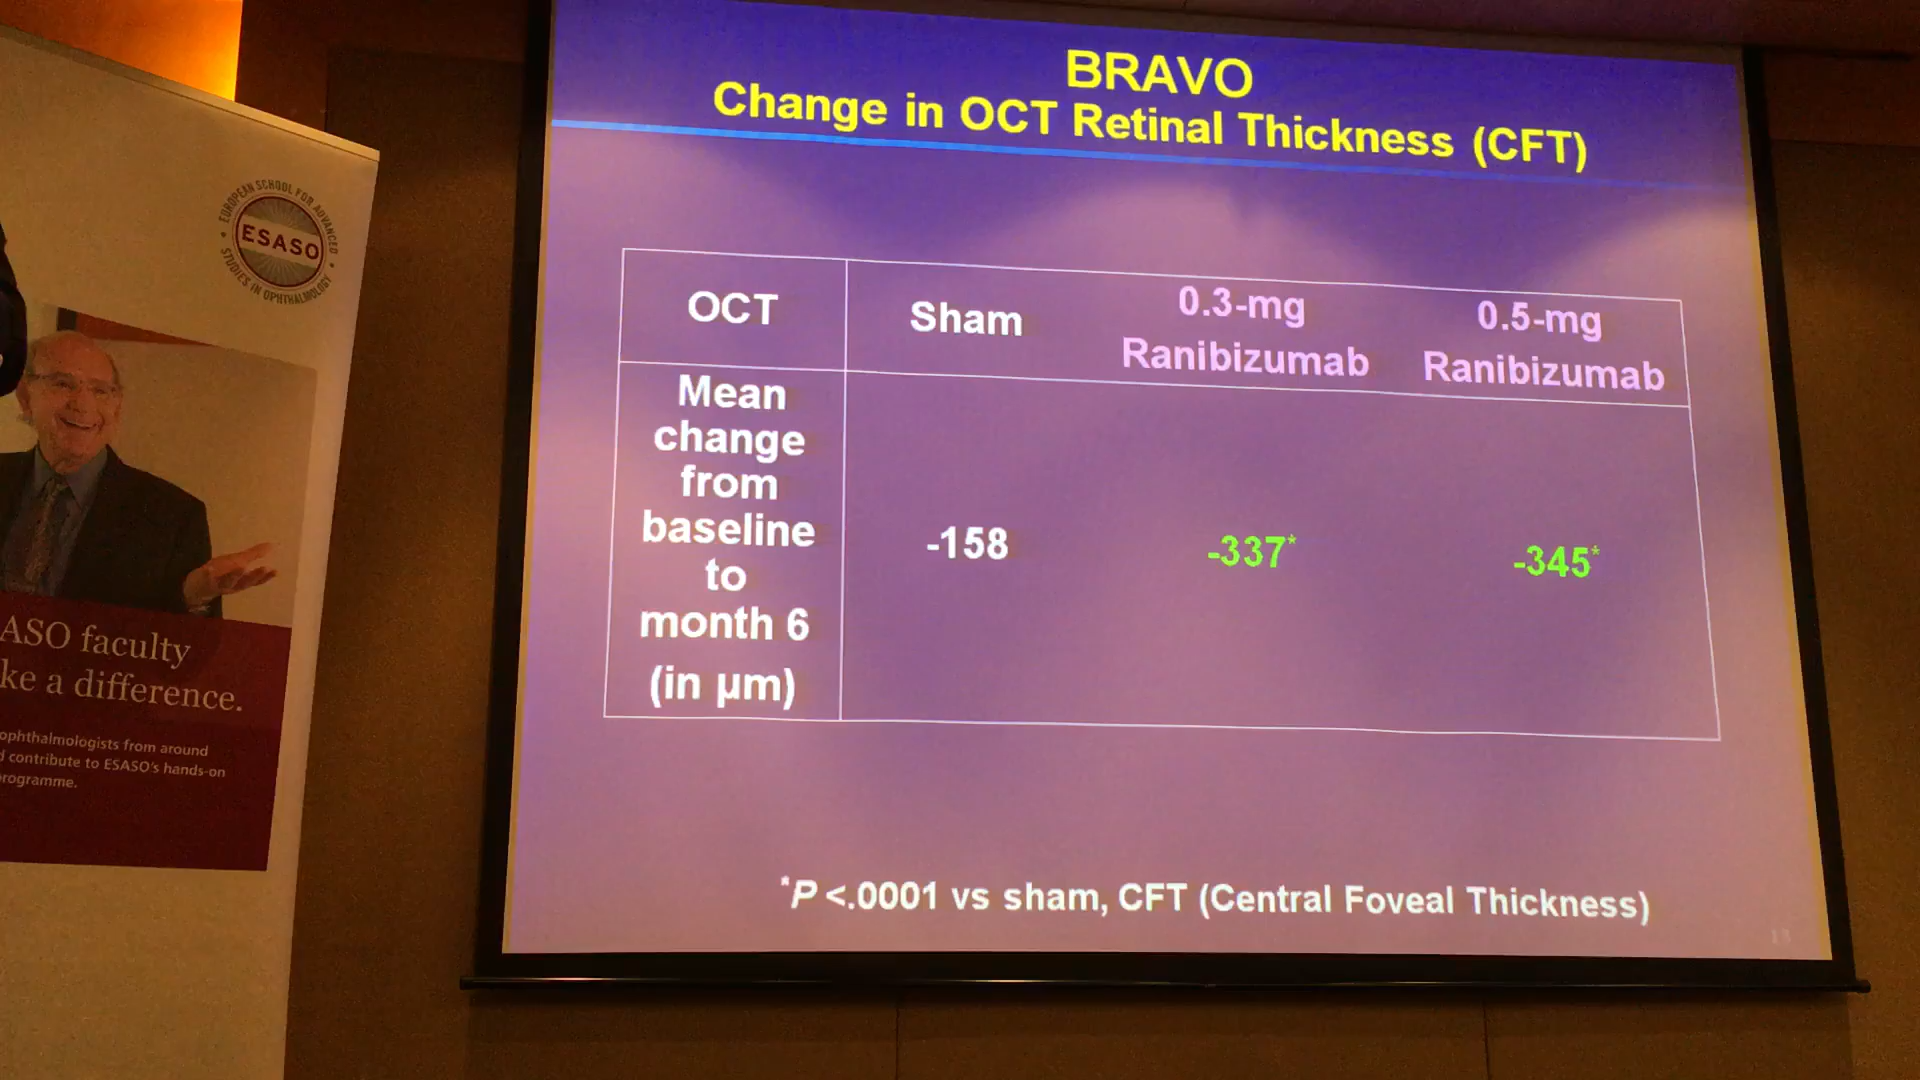 BRAVO
Change in OCT Retinal Thickness (CFT)
OCT
Sham
0.3-mg
Ranibizumab
0.5-mg
Ranibizumab
Mean
change
from
baseline
to
month 6
(in µm)
-158
-337*
-345*
*P <.0001 vs sham, CFT (Central Foveal Thickness)
13
EUROPEAN SCHOOL FOR ADVANCED
STUDIES IN OPHTHALMOLOGY
ESASO
ASO faculty
ke a difference.
ophthalmologists from around
d contribute to ESASO's hands-on
rogramme.